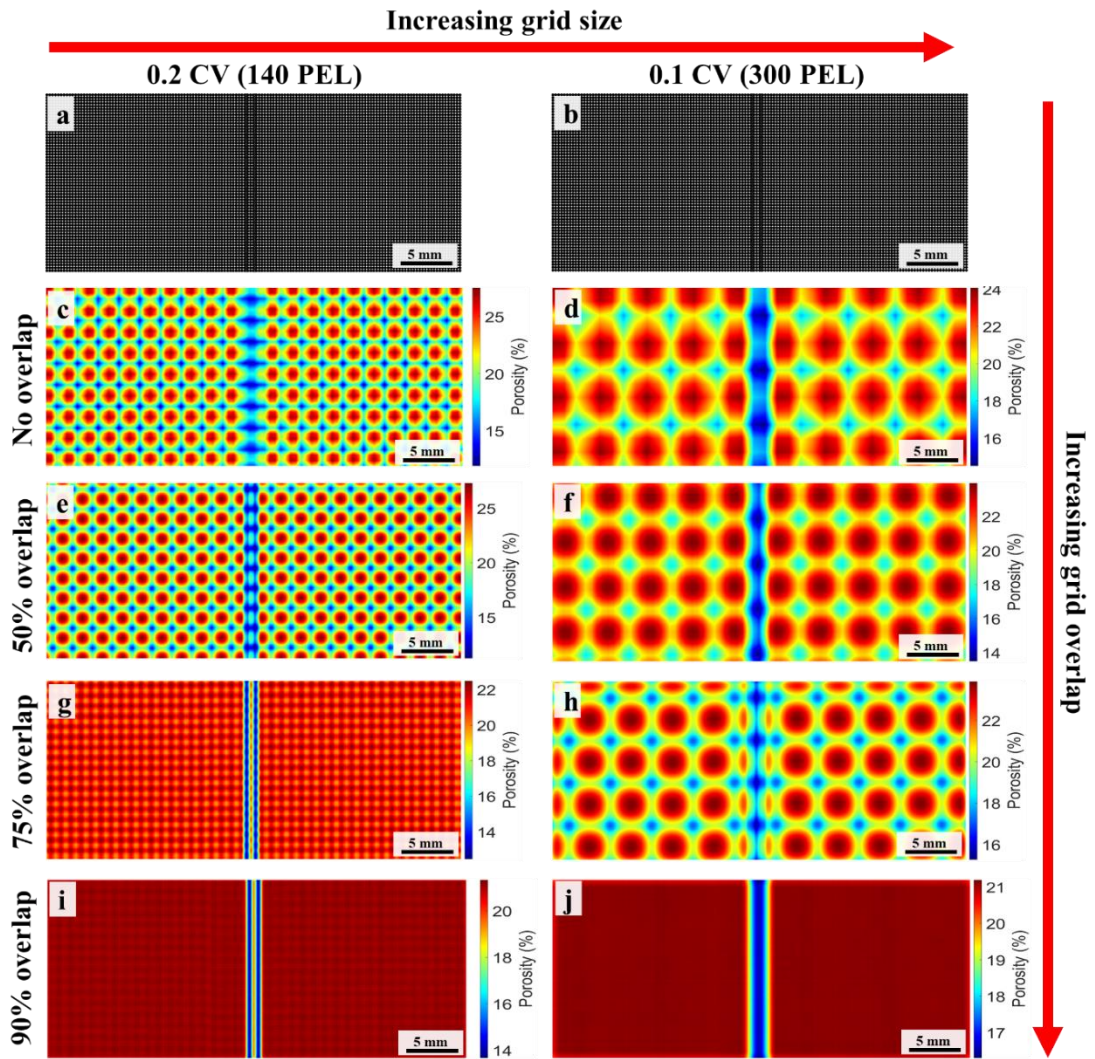 Increasing grid size
0.2 CV (140 PEL)
0.1 CV (300 PEL)
a
5 mm
b
5 mm
No overlap
c
5 mm
25
20
15
Porosity (%)
d
5 mm
24
22
20
18
16
Porosity (%)
50% overlap
e
5 mm
25
20
15
Porosity (%)
f
5 mm
22
20
18
16
14
Porosity (%)
75% overlap
g
5 mm
22
20
18
16
14
Porosity (%)
h
5 mm
22
20
18
16
Porosity (%)
90% overlap
i
5 mm
20
18
16
14
Porosity (%)
j
5 mm
21
20
19
18
17
Porosity (%)
Increasing grid overlap